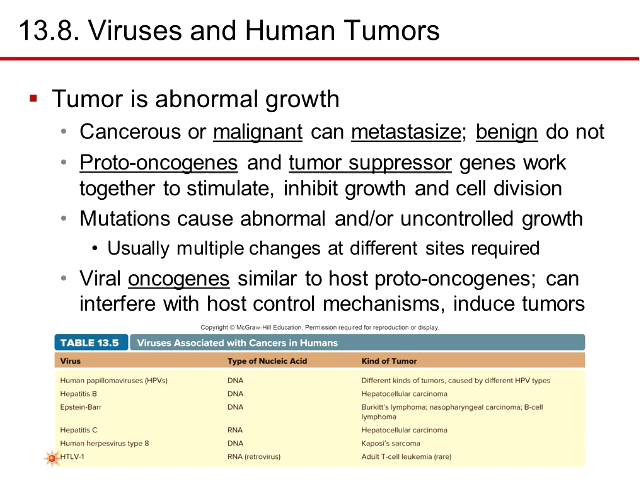 13.8. Viruses and Human Tumors
▪ Tumor is abnormal growth
• Cancerous or malignant can metastasize; benign do not
• Proto-oncogenes and tumor suppressor genes work
together to stimulate, inhibit growth and cell division
• Mutations cause abnormal and/or uncontrolled growth
• Usually multiple changes at different sites required
• Viral oncogenes similar to host proto-oncogenes; can
interfere with host control mechanisms, induce tumors
Copyright © McGraw-Hill Education. Permission required for reproduction or display.
TABLE 13.5 Viruses Associated with Cancers in Humans
Virus Type of Nucleic Acid Kind of Tumor
Human papillomaviruses (HPVs) DNA Different kinds of tumors, caused by different HPV types
Hepatitis B DNA Hepatocellular carcinoma
Epstein-Barr DNA Burkitt's lymphoma; nasopharyngeal carcinoma; B-cell
lymphoma
Hepatitis C RNA Hepatocellular carcinoma
Human herpesvirus type 8 DNA Kaposi's sarcoma
HTLV-1 RNA (retrovirus) Adult T-cell leukemia (rare)